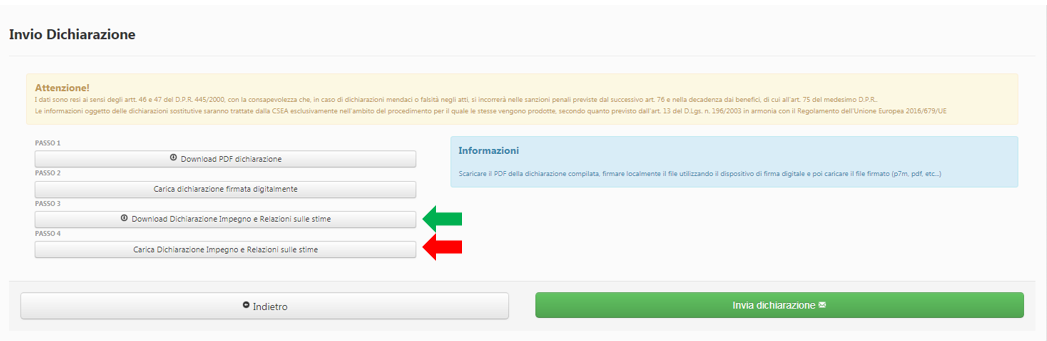 Invio Dichiarazione
Attenzione!
I dati sono resi ai sensi degli artt. 46 e 47 del D.P.R. 445/2000, con la consapevolezza che, in caso di dichiarazioni mendaci o falsità negli atti, si incorrerà nelle sanzioni penali previste dal successivo art. 76 e nella decadenza dai benefici, di cui all'art. 75 del medesimo D.P.R..
Le informazioni oggetto delle dichiarazioni sostitutive saranno trattate dalla CSEA esclusivamente nell'ambito del procedimento per il quale le stesse vengono prodotte, secondo quanto previsto dall'art. 13 del D.Lgs. n. 196/2003 in armonia con il Regolamento dell'Unione Europea 2016/679/UE
PASSO 1
Download PDF dichiarazione
PASSO 2
Carica dichiarazione firmata digitalmente
PASSO 3
Download Dichiarazione Impegno e Relazioni sulle stime
PASSO 4
Carica Dichiarazione Impegno e Relazioni sulle stime
Informazioni
Scaricare il PDF della dichiarazione compilata, firmare localmente il file utilizzando il dispositivo di firma digitale e poi caricare il file firmato (p7m, pdf, etc...)
Indietro
Invia dichiarazione